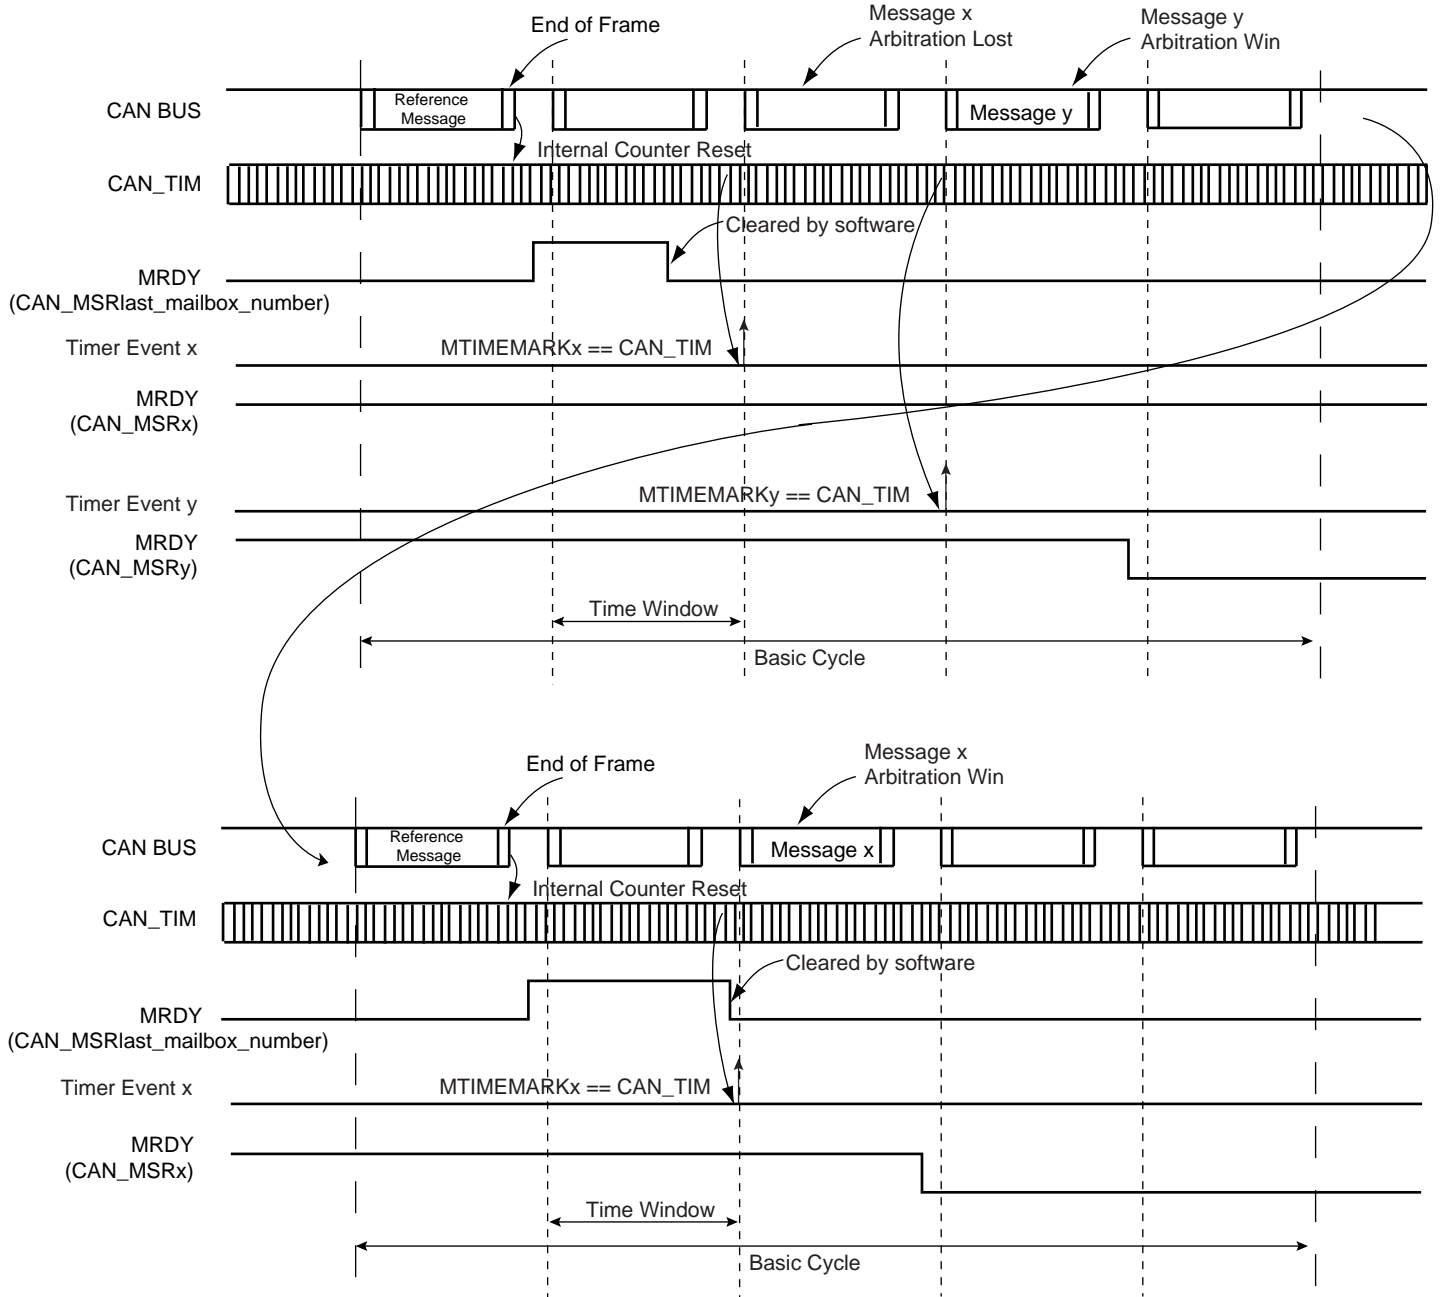 End of Frame
Message x
Arbitration Lost
Message y
Arbitration Win
CAN BUS
Reference
Message
Message y
Internal Counter Reset
CAN_TIM
Cleared by software
MRDY
(CAN_MSRlast_mailbox_number)
Timer Event x
MTIMEMARKx == CAN_TIM
MRDY
(CAN_MSRx)
Timer Event y
MTIMEMARKy == CAN_TIM
MRDY
(CAN_MSRy)
Time Window
Basic Cycle
End of Frame
Message x
Arbitration Win
CAN BUS
Reference
Message
Message x
Internal Counter Reset
CAN_TIM
Cleared by software
MRDY
(CAN_MSRlast_mailbox_number)
Timer Event x
MTIMEMARKx == CAN_TIM
MRDY
(CAN_MSRx)
Time Window
Basic Cycle